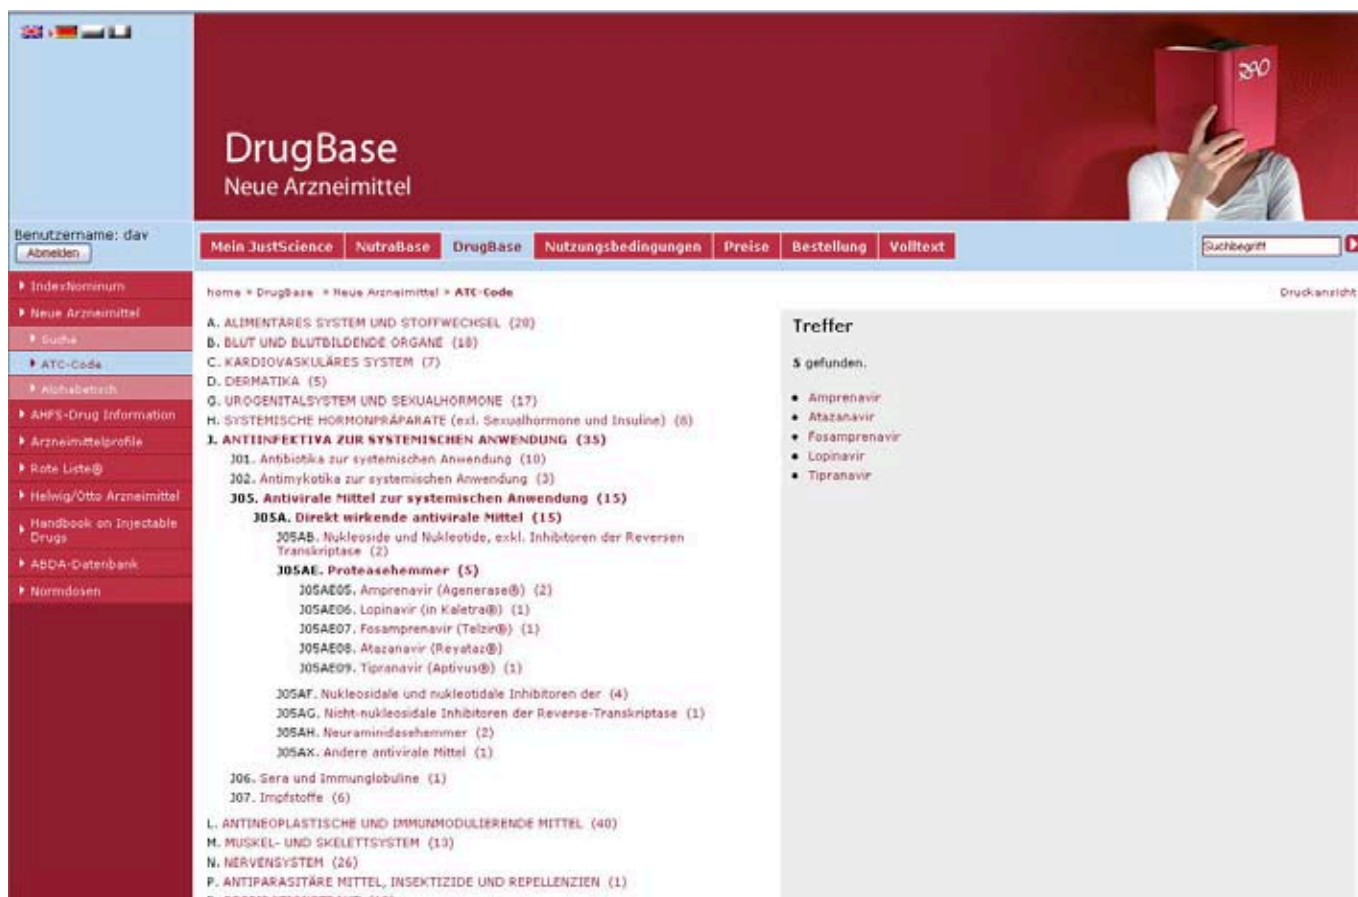 DrugBase
Neue Arzneimittel
Benutzername: dav
Abmelden
Mein JustScience
NutraBase
DrugBase
Nutzungsbedingungen
Preise
Bestellung
Volltext
Suchbegriff
IndexNominum
Neue Arzneimittel
Suche
ATC-Code
Alphabetisch
AHFS-Drug Information
Arzneimittelprofile
Rote Liste®
Helwig/Otto Arzneimittel
Handbook on Injectable
Drugs
ABDA-Datenbank
Normdosen
home » DrugBase » Neue Arzneimittel » ATC-Code
Druckansicht
A. ALIMENTÄRES SYSTEM UND STOFFWECHSEL (20)
B. BLUT UND BLUTBILDENDE ORGANE (18)
C. KARDIOVASKULÄRES SYSTEM (7)
D. DERMATIKA (5)
G. UROGENITALSYSTEM UND SEXUALHORMONE (17)
H. SYSTEMISCHE HORMONPRÄPARATE (exl. Sexualhormone und Insuline) (8)
J. ANTIINFEKTIVA ZUR SYSTEMISCHEN ANWENDUNG (35)
J01. Antibiotika zur systemischen Anwendung (10)
J02. Antimykotika zur systemischen Anwendung (3)
J05. Antivirale Mittel zur systemischen Anwendung (15)
J05A. Direkt wirkende antivirale Mittel (15)
J05AB. Nukleoside und Nukleotide, exkl. Inhibitoren der Reversen
Transkriptase (2)
J05AE. Proteasehemmer (5)
J05AE05. Amprenavir (Agenerase®) (2)
J05AE06. Lopinavir (in Kaletra®) (1)
J05AE07. Fosamprenavir (Telzir®) (1)
J05AE08. Atazanavir (Reyataz®)
J05AE09. Tipranavir (Aptivus®) (1)
J05AF. Nukleosidale und nukleotidale Inhibitoren der (4)
J05AG. Nicht-nukleosidale Inhibitoren der Reverse-Transkriptase (1)
J05AH. Neuraminidasehemmer (2)
J05AX. Andere antivirale Mittel (1)
J06. Sera und Immunglobuline (1)
J07. Impfstoffe (6)
L. ANTINEOPLASTISCHE UND IMMUNMODULIERENDE MITTEL (40)
M. MUSKEL- UND SKELETTSYSTEM (13)
N. NERVENSYSTEM (26)
P. ANTIPARASITÄRE MITTEL, INSEKTIZIDE UND REPELLENZIEN (1)
Treffer
5 gefunden.
Amprenavir
Atazanavir
Fosamprenavir
Lopinavir
Tipranavir